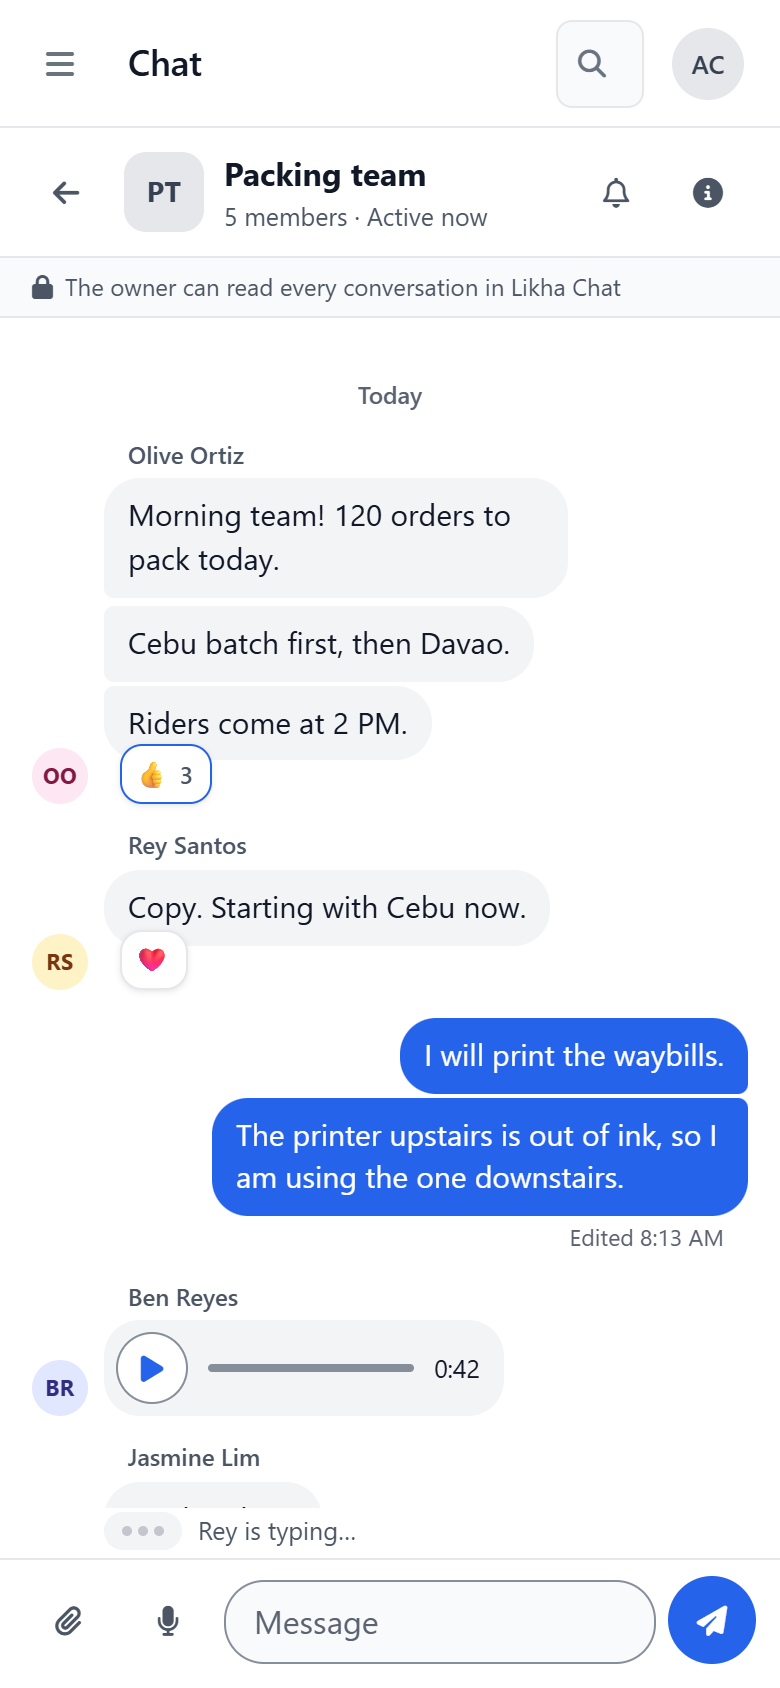 Chat
AC
PT
Packing team
5 members · Active now
The owner can read every conversation in Likha Chat
Today
Olive Ortiz
Morning team! 120 orders to
pack today.
Cebu batch first, then Davao.
Riders come at 2 PM.
OO
👍 3
Rey Santos
Copy. Starting with Cebu now.
RS
❤️
I will print the waybills.
The printer upstairs is out of ink, so I
am using the one downstairs.
Edited 8:13 AM
Ben Reyes
BR
0:42
Jasmine Lim
Rey is typing...
Message